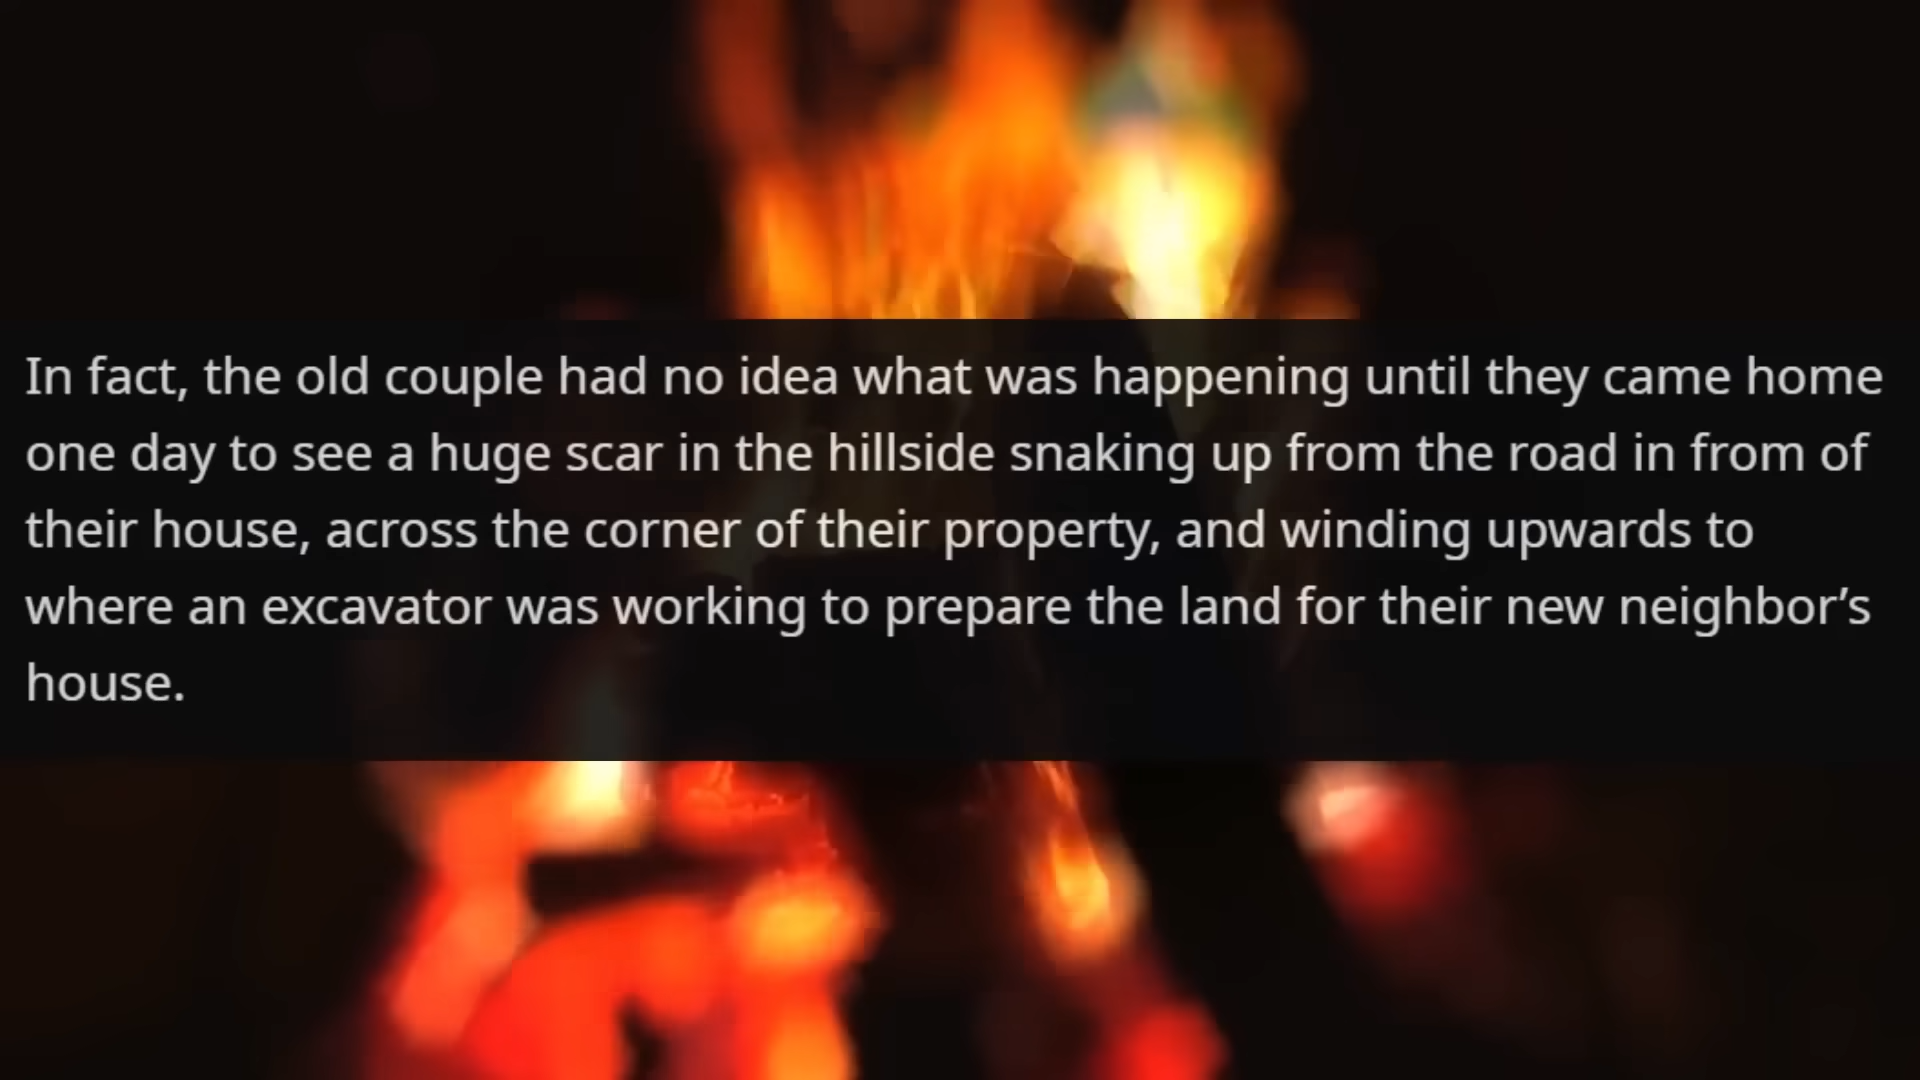 In fact, the old couple had no idea what was happening until they came home
one day to see a huge scar in the hillside snaking up from the road in from of
their house, across the corner of their property, and winding upwards to
where an excavator was working to prepare the land for their new neighbor’s
house.